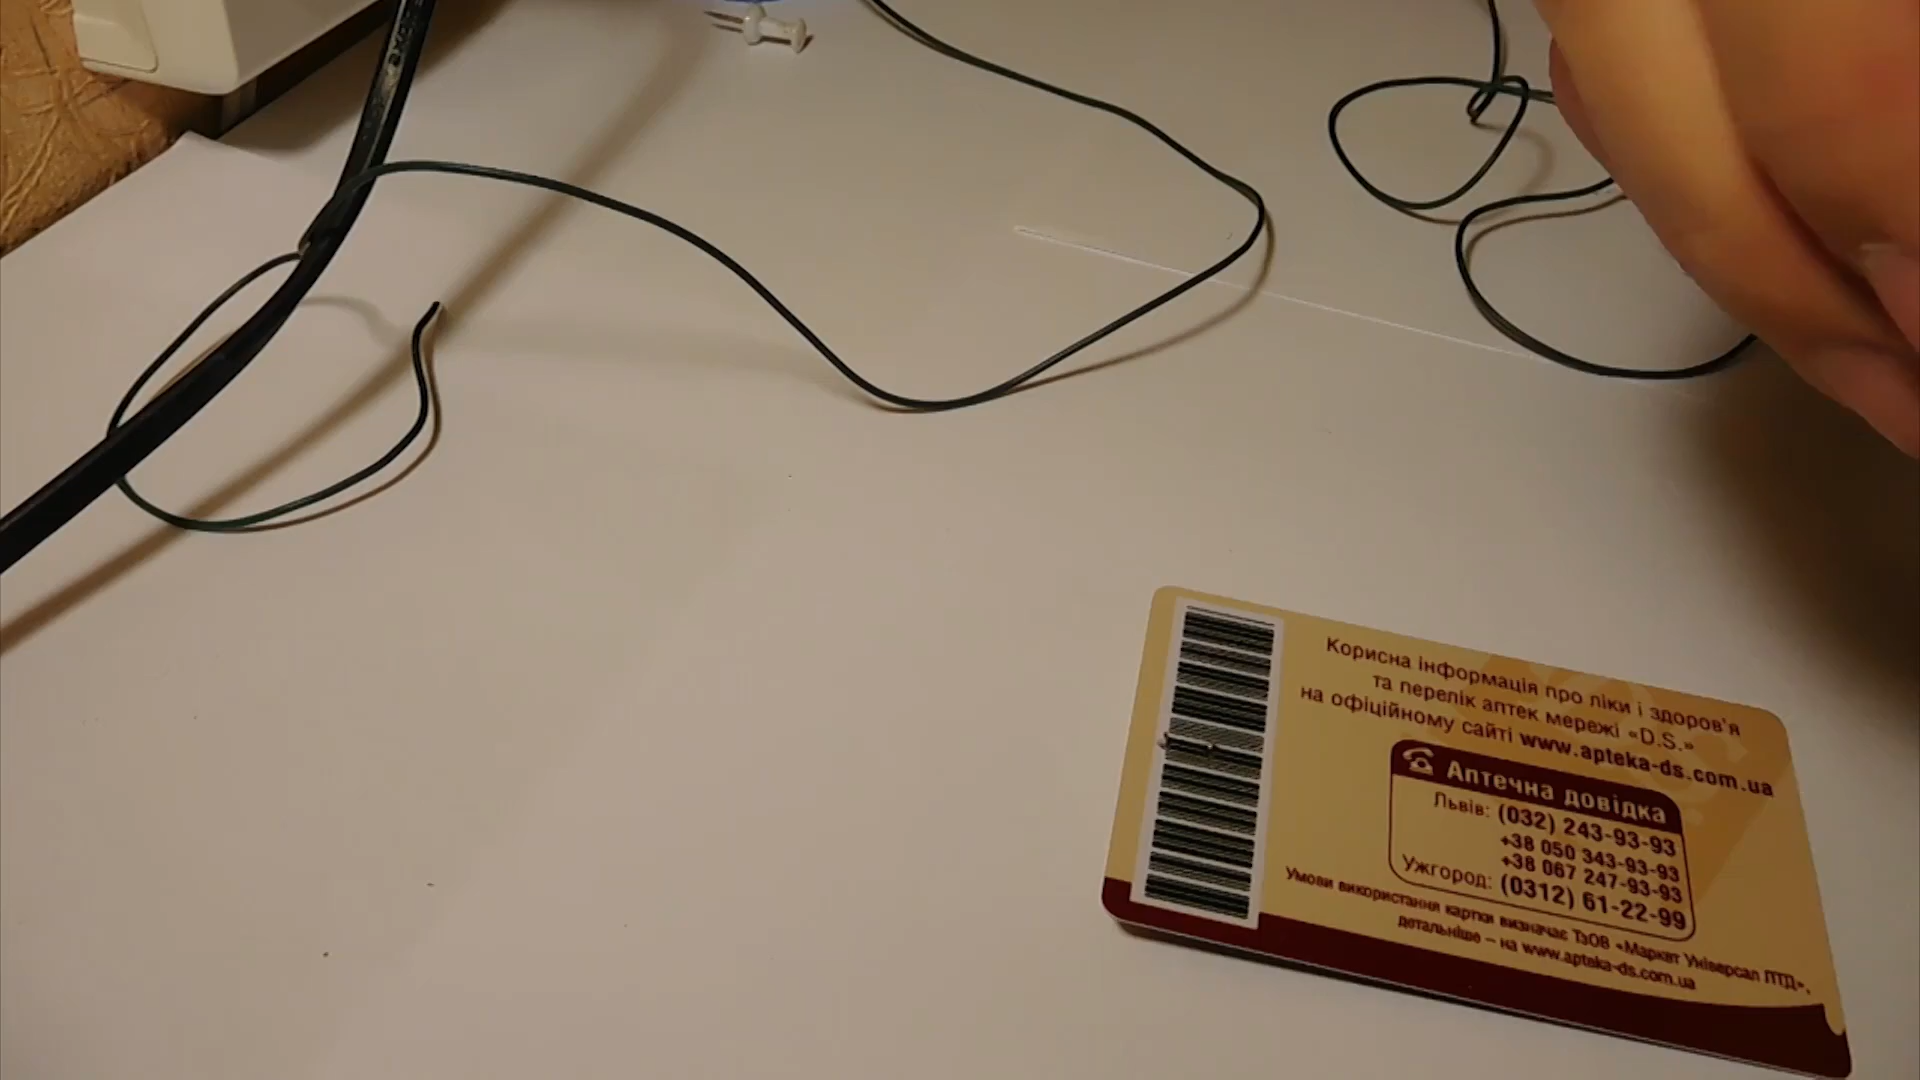 Корисна інформація про ліки і здоров'я
та перелік аптек мережі «D.S.»
на офіційному сайті www.apteka-ds.com.ua
Аптечна довідка
Львів: (032) 243-93-93
+38 050 343-93-93
+38 067 247-93-93
Ужгород: (0312) 61-22-99
Умови використання картки визначає ТзОВ «Маркет Універсал ЛТД»,
детальніше – на www.apteka-ds.com.ua